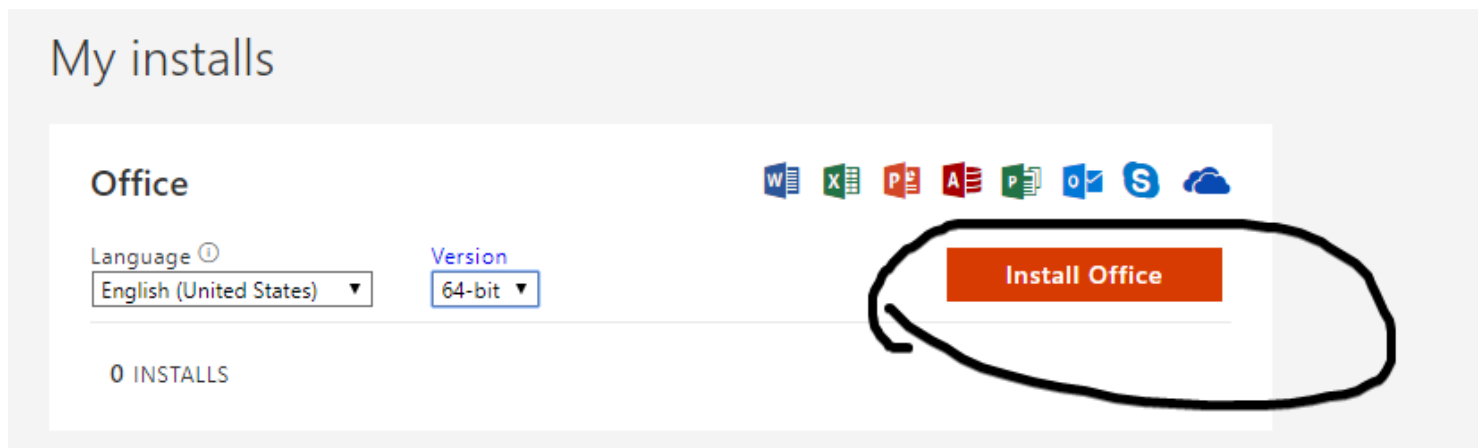 My installs
Office
Language
Version
English (United States)
64-bit
Install Office
0 INSTALLS